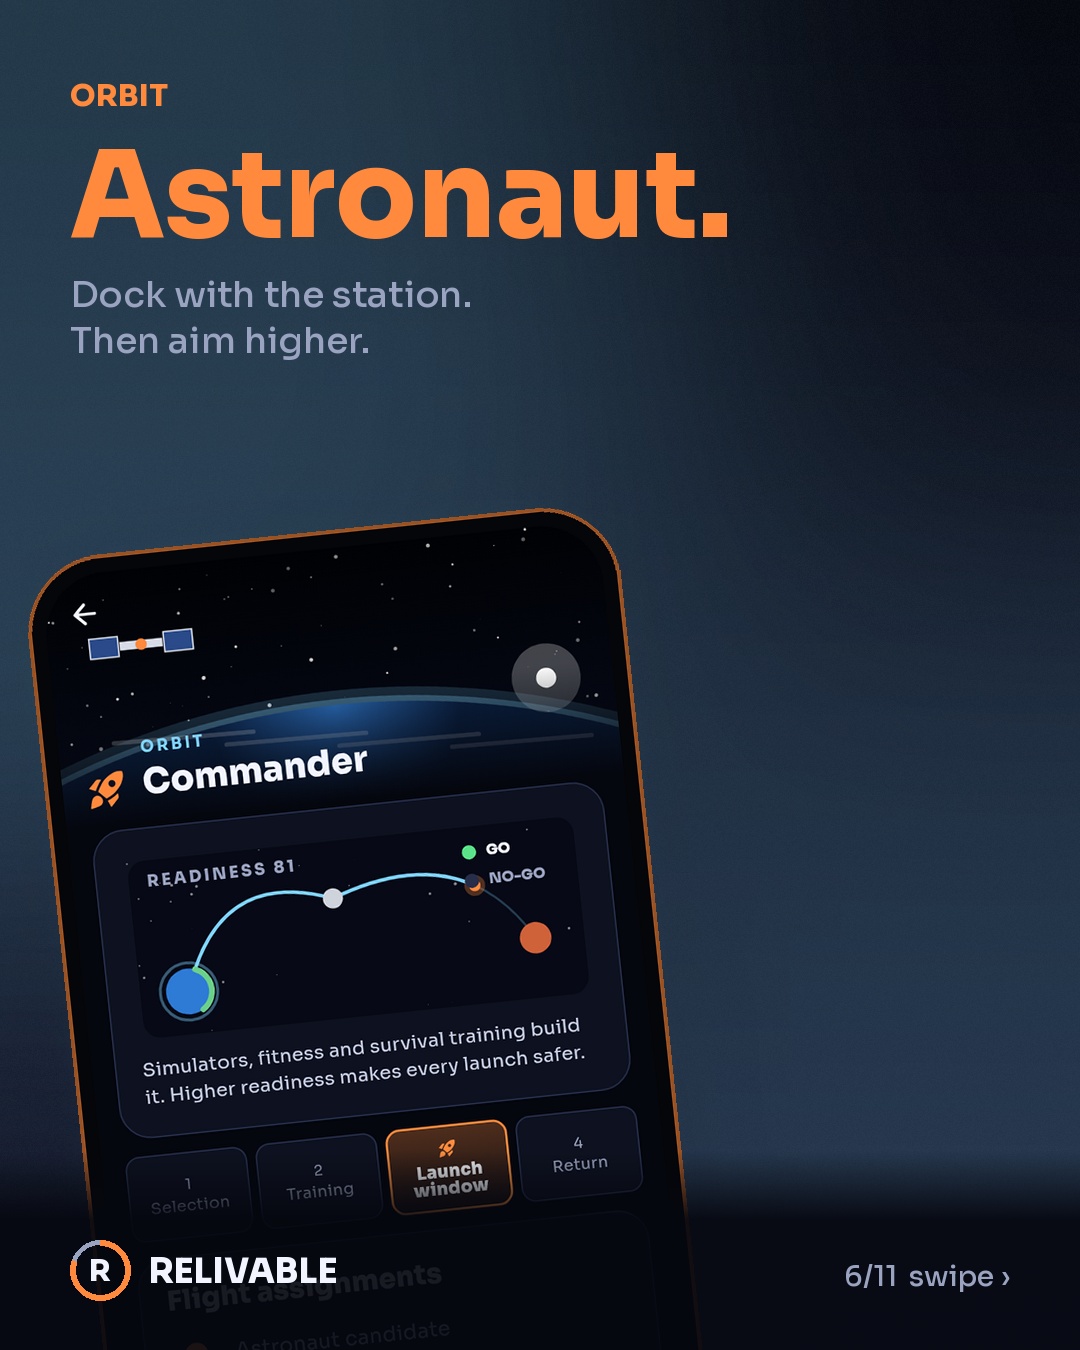 ORBIT
Astronaut.
Dock with the station.
Then aim higher.
ORBIT
Commander
READINESS 81
GO
NO-GO
Simulators, fitness and survival training build
it. Higher readiness makes every launch safer.
1
Selection
2
Training
Launch
window
4
Return
Flight assignments
Astronaut candidate
R RELIVABLE
6/11 swipe ›